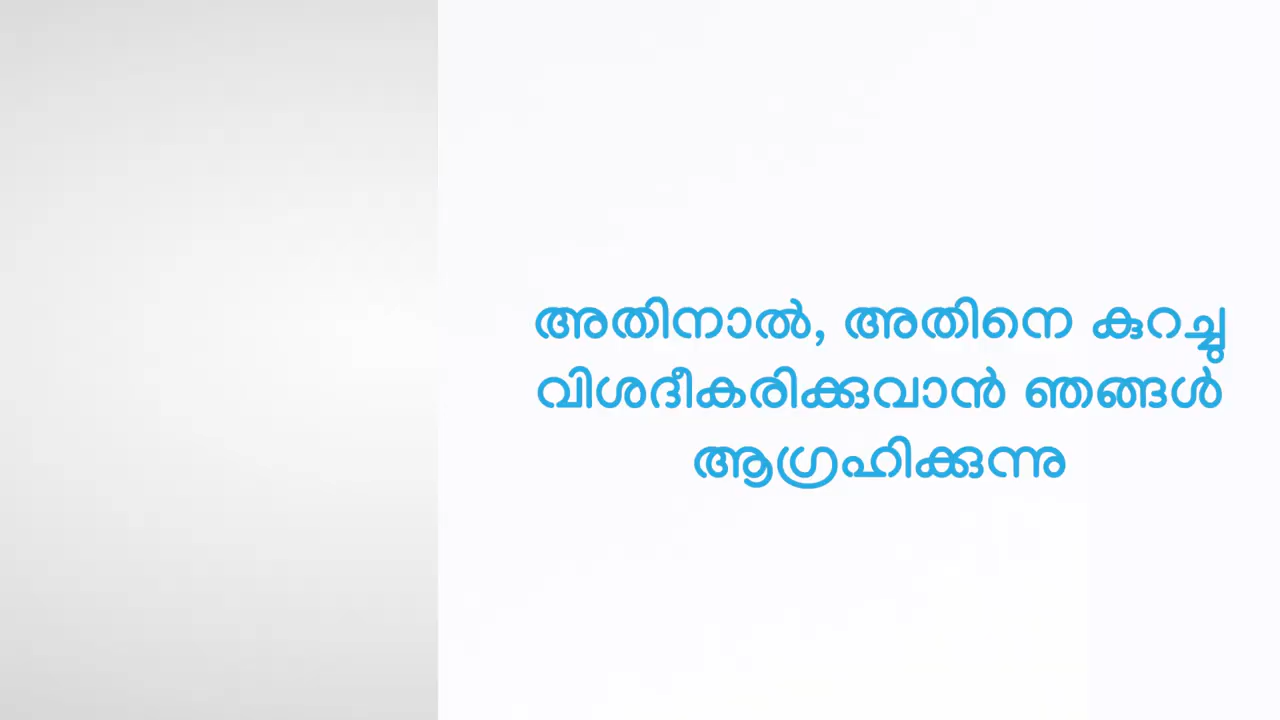 അതിനാൽ, അതിനെ കുറച്ചു
വിശദീകരിക്കുവാൻ ഞങ്ങൾ
ആഗ്രഹിക്കുന്നു